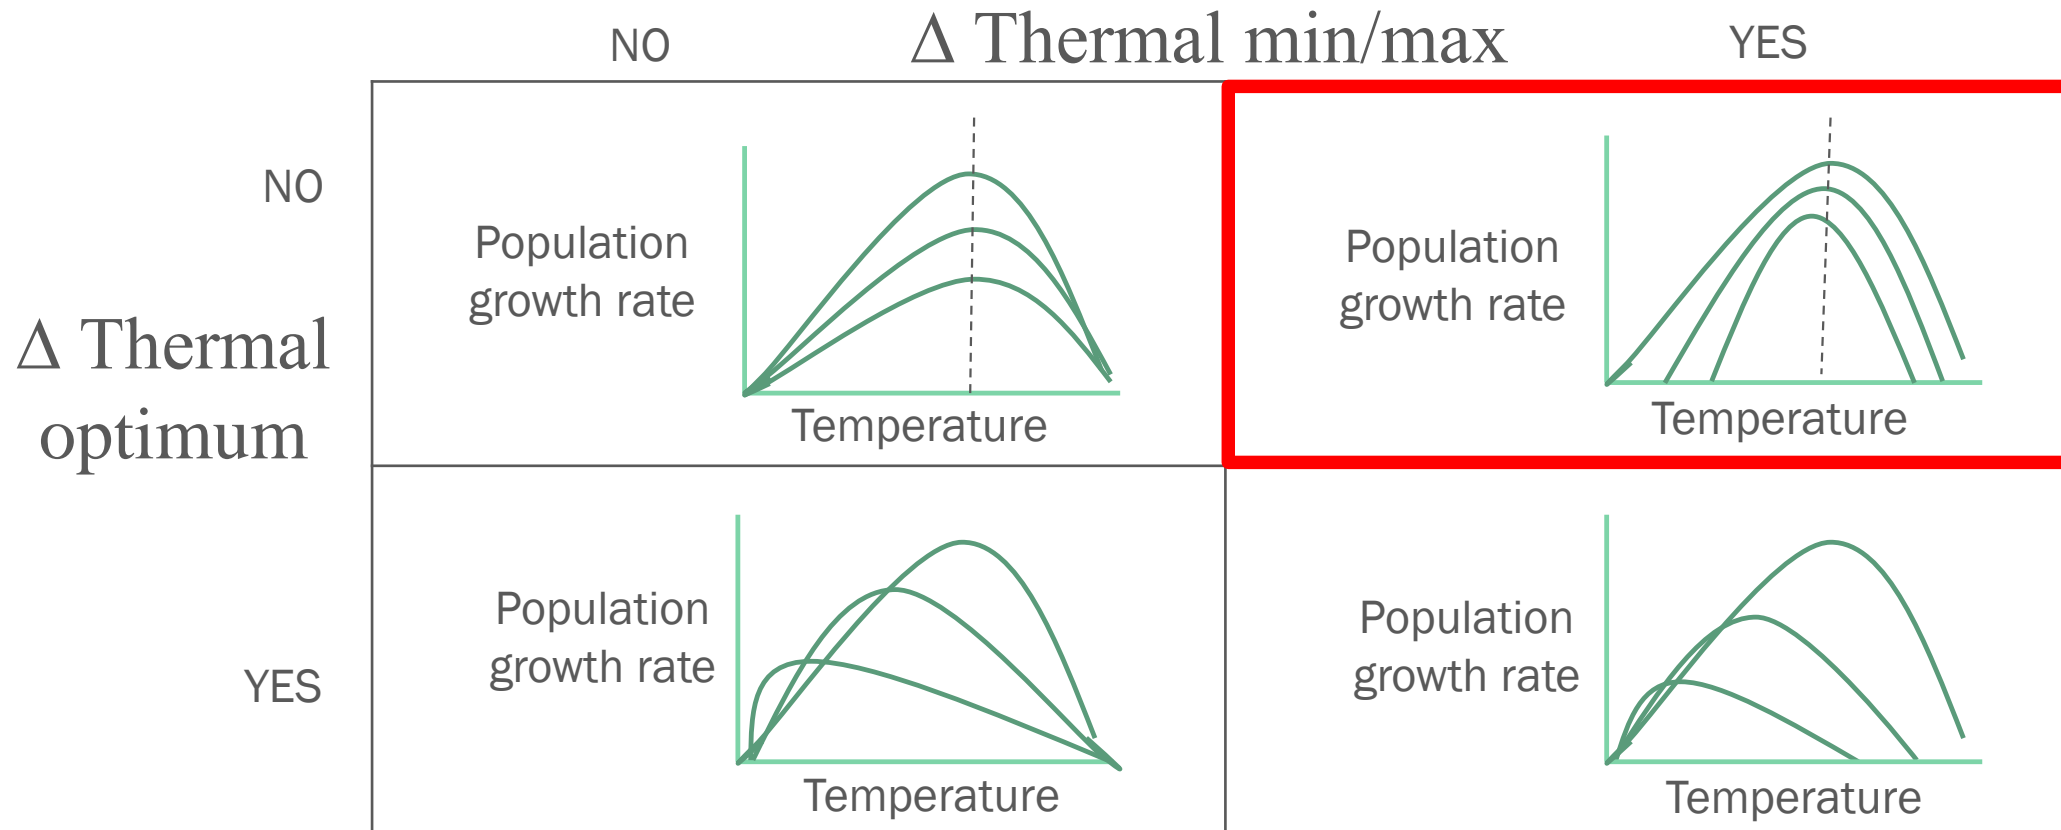 NO
Δ Thermal min/max
YES
NO
Population
growth rate
Temperature
Population
growth rate
Temperature
Δ Thermal
optimum
YES
Population
growth rate
Temperature
Population
growth rate
Temperature